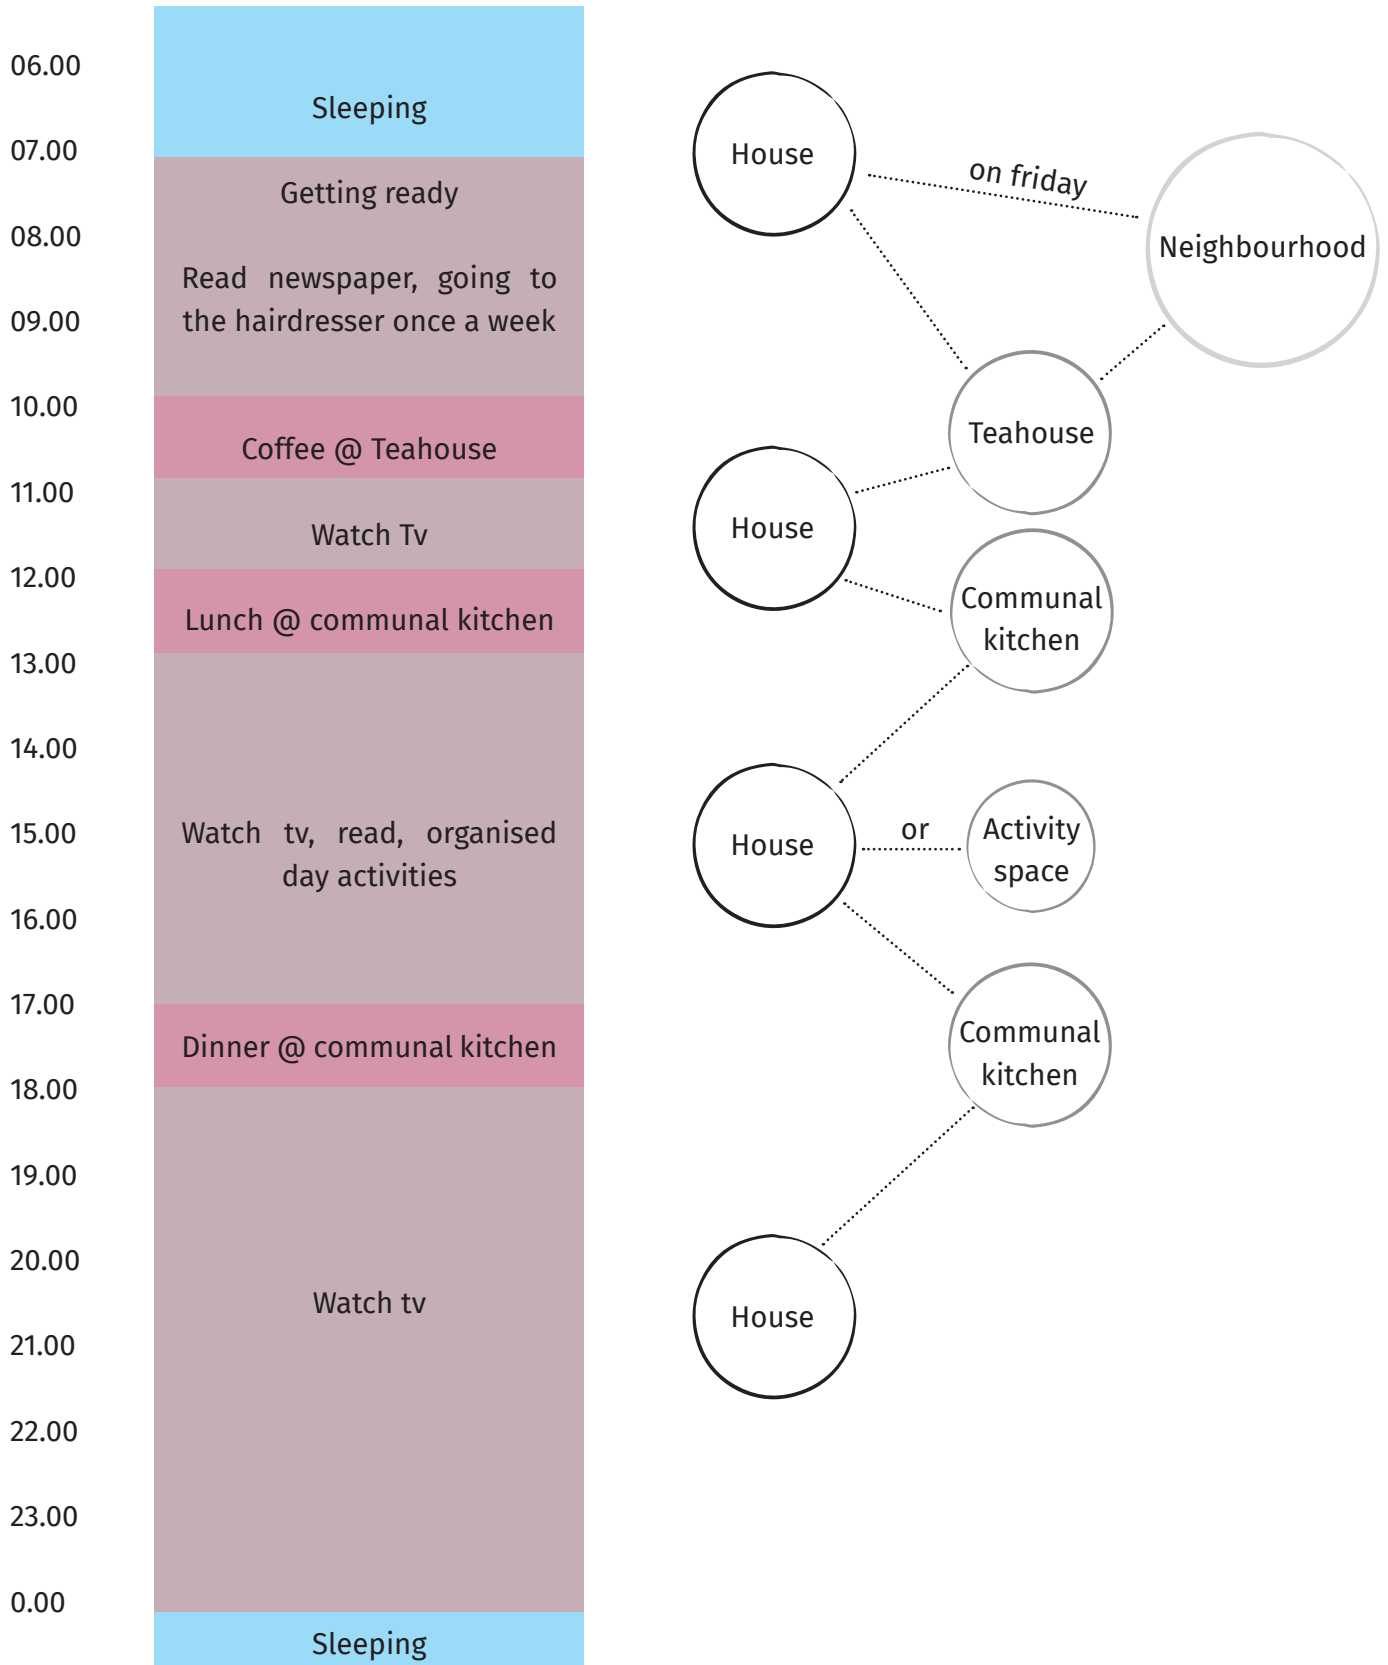 06.00
07.00
08.00
09.00
10.00
11.00
12.00
13.00
14.00
15.00
16.00
17.00
18.00
19.00
20.00
21.00
22.00
23.00
0.00
Sleeping
Getting ready
Read newspaper, going to
the hairdresser once a week
Coffee @ Teahouse
Watch Tv
Lunch @ communal kitchen
Watch tv, read, organised
day activities
Dinner @ communal kitchen
Watch tv
Sleeping
House
on friday
Neighbourhood
Teahouse
House
Communal
kitchen
House
or
Activity
space
Communal
kitchen
House